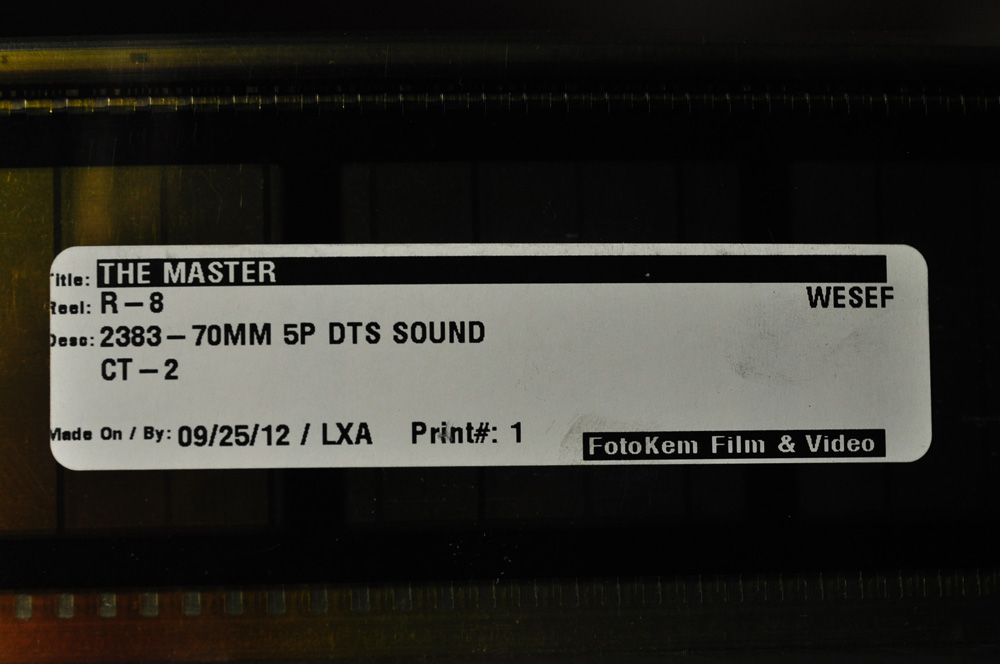 Title: THE MASTER
Reel: R-8
WESEF
Desc: 2383-70MM 5P DTS SOUND
CT-2
Made On / By: 09/25/12 / LXA Print#: 1
FotoKem Film & Video